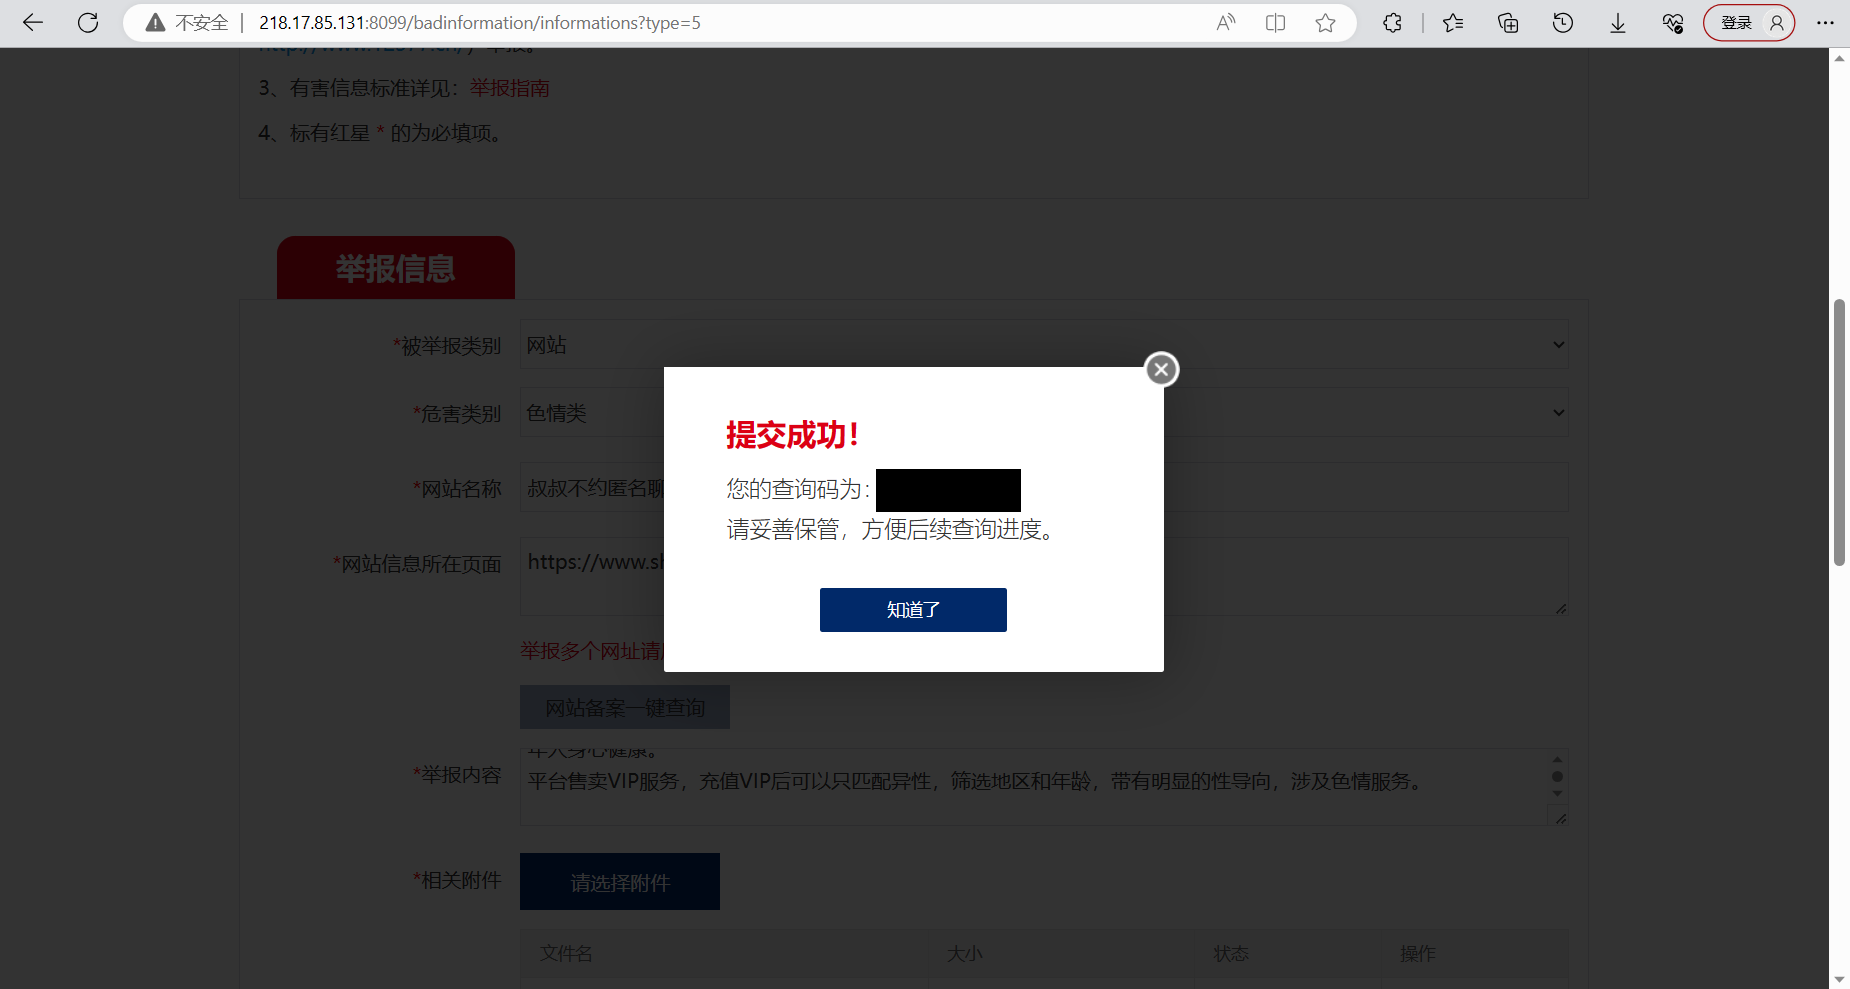 不安全
218.17.85.131:8099/badinformation/informations?type=5
登录
3、有害信息标准详见：举报指南
4、标有红星 * 的为必填项。
举报信息
*被举报类别 网站
*危害类别 色情类
*网站名称 叔叔不约匿名聊
*网站信息所在页面 https://www.sh
举报多个网址请
网站备案一键查询
年人身心健康。
*举报内容 平台售卖VIP服务，充值VIP后可以只匹配异性，筛选地区和年龄，带有明显的性导向，涉及色情服务。
*相关附件 请选择附件
文件名 大小 状态 操作
提交成功！
您的查询码为：
请妥善保管，方便后续查询进度。
知道了